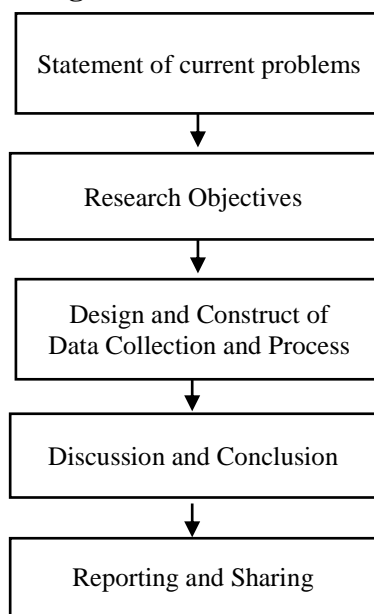 Statement of current problems
Research Objectives
Design and Construct of
Data Collection and Process
Discussion and Conclusion
Reporting and Sharing